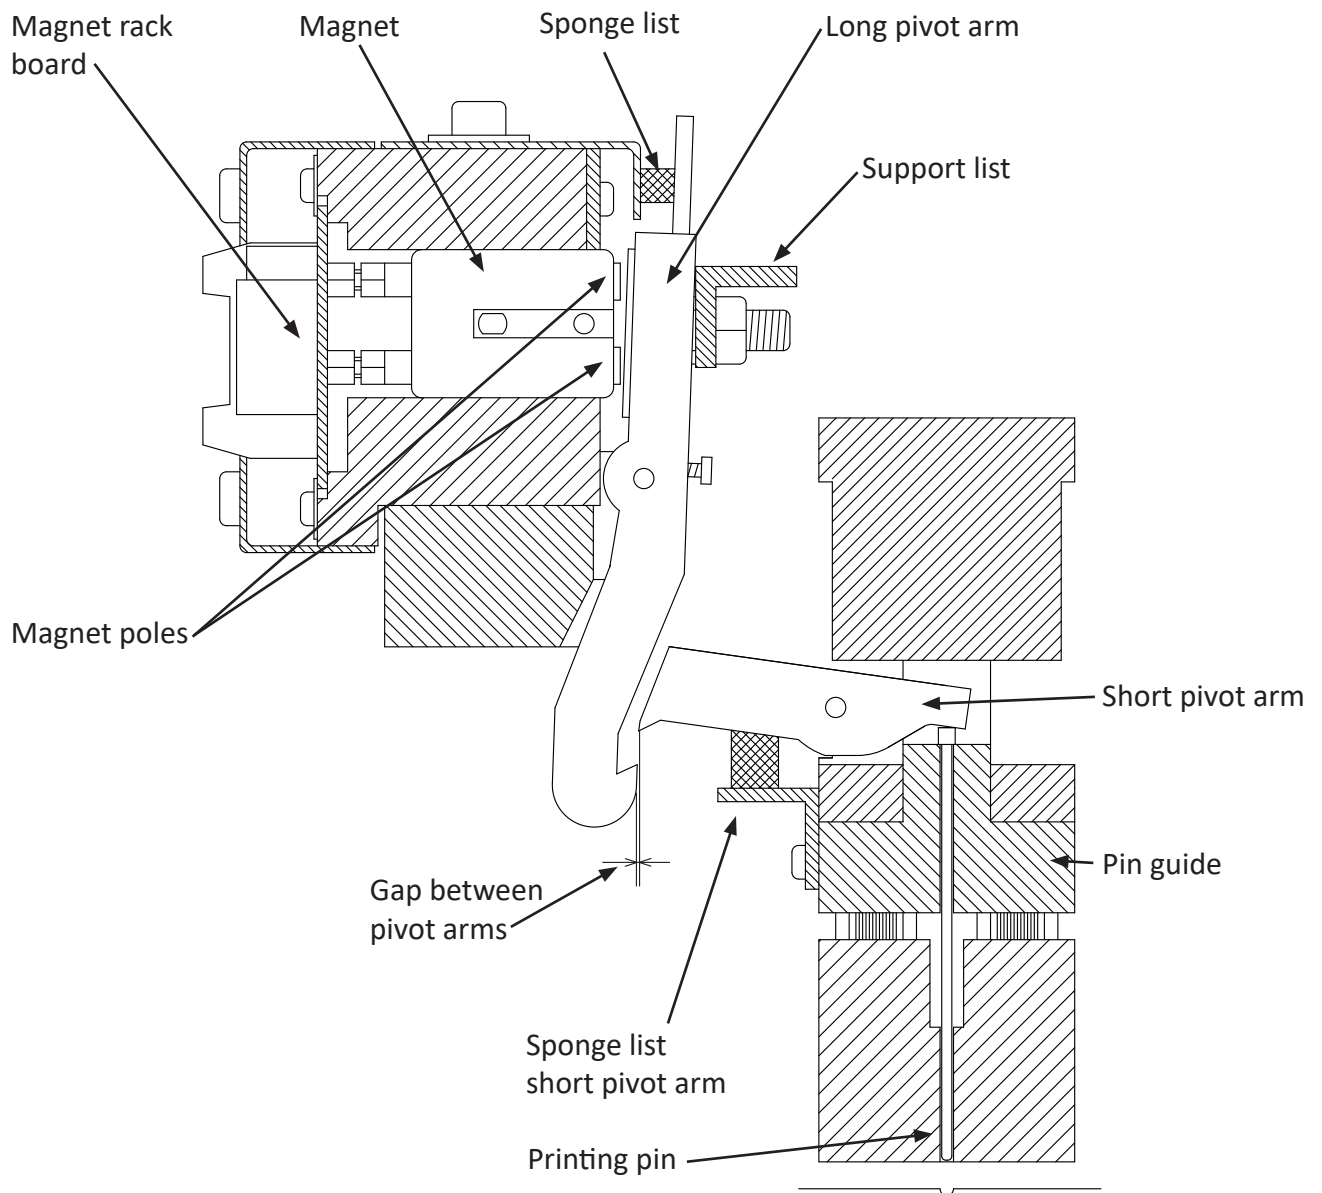 Magnet rack
board
Magnet
Sponge list
Long pivot arm
Support list
Magnet poles
Short pivot arm
Pin guide
Gap between
pivot arms
Sponge list
short pivot arm
Printing pin